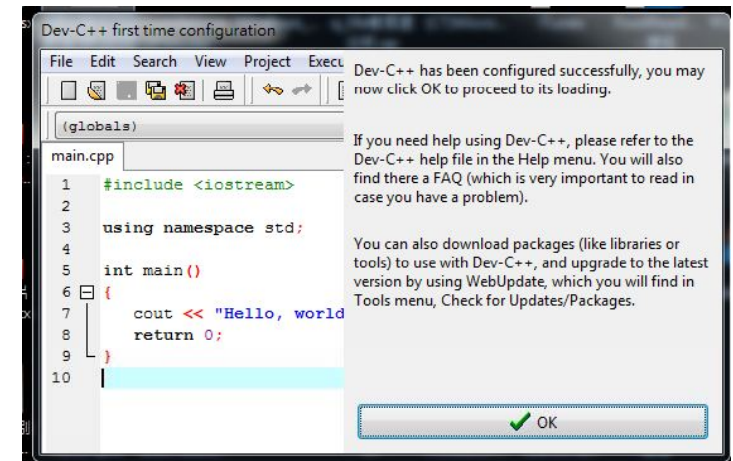 Dev-C++ first time configuration
File Edit Search View Project Execu
(globals)
main.cpp
1 #include <iostream>
2
3 using namespace std;
4
5 int main()
6 {
7 cout << "Hello, world
8 return 0;
9 }
10
Dev-C++ has been configured successfully, you may
now click OK to proceed to its loading.
If you need help using Dev-C++, please refer to the
Dev-C++ help file in the Help menu. You will also
find there a FAQ (which is very important to read in
case you have a problem).
You can also download packages (like libraries or
tools) to use with Dev-C++, and upgrade to the latest
version by using WebUpdate, which you will find in
Tools menu, Check for Updates/Packages.
OK